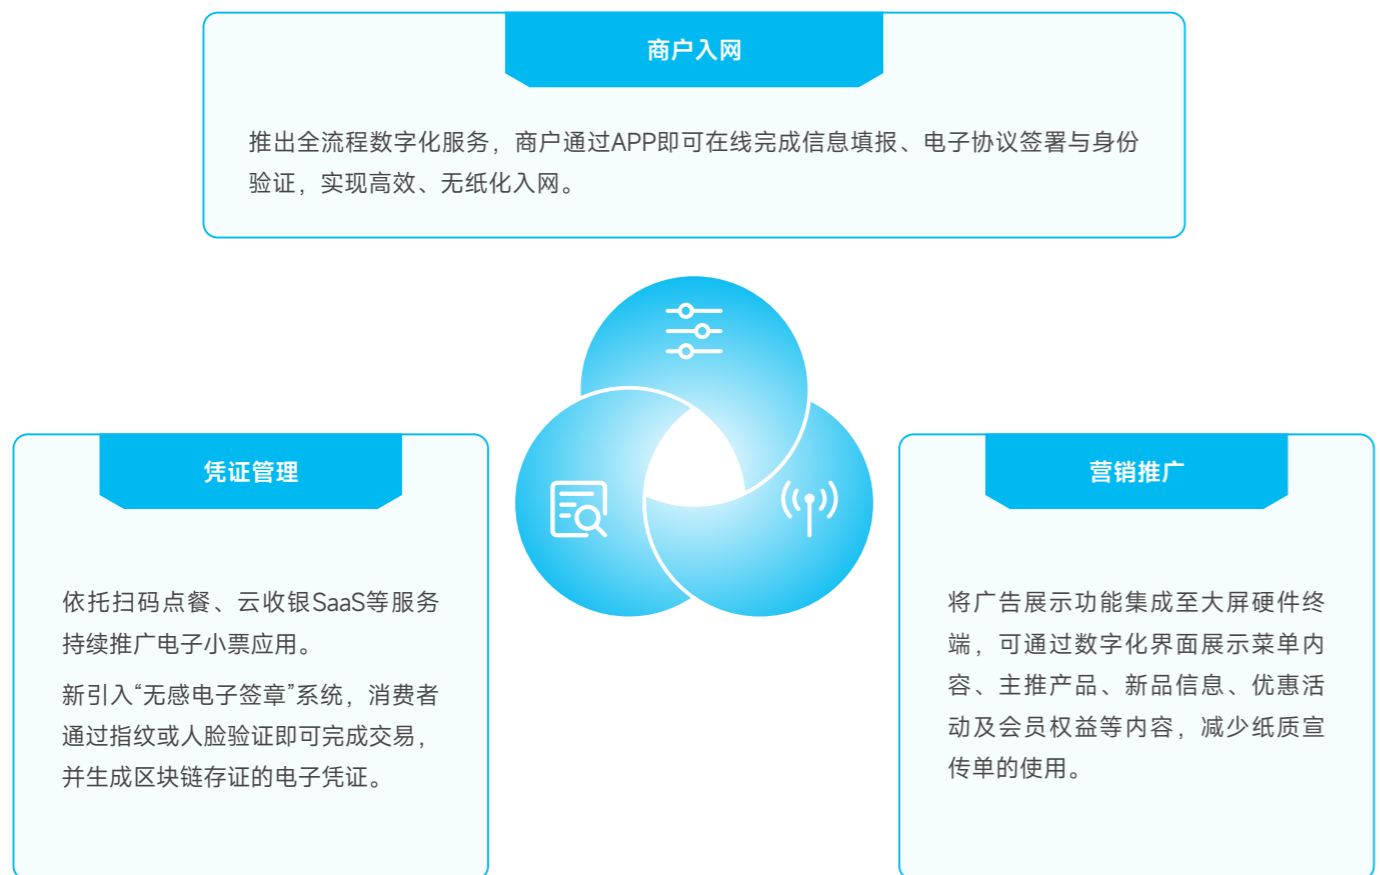 商户入网
推出全流程数字化服务，商户通过APP即可在线完成信息填报、电子协议签署与身份
验证，实现高效、无纸化入网。
凭证管理
依托扫码点餐、云收银SaaS等服务
持续推广电子小票应用。
新引入“无感电子签章”系统，消费者
通过指纹或人脸验证即可完成交易，
并生成区块链存证的电子凭证。
营销推广
将广告展示功能集成至大屏硬件终
端，可通过数字化界面展示菜单内
容、主推产品、新品信息、优惠活
动及会员权益等内容，减少纸质宣
传单的使用。